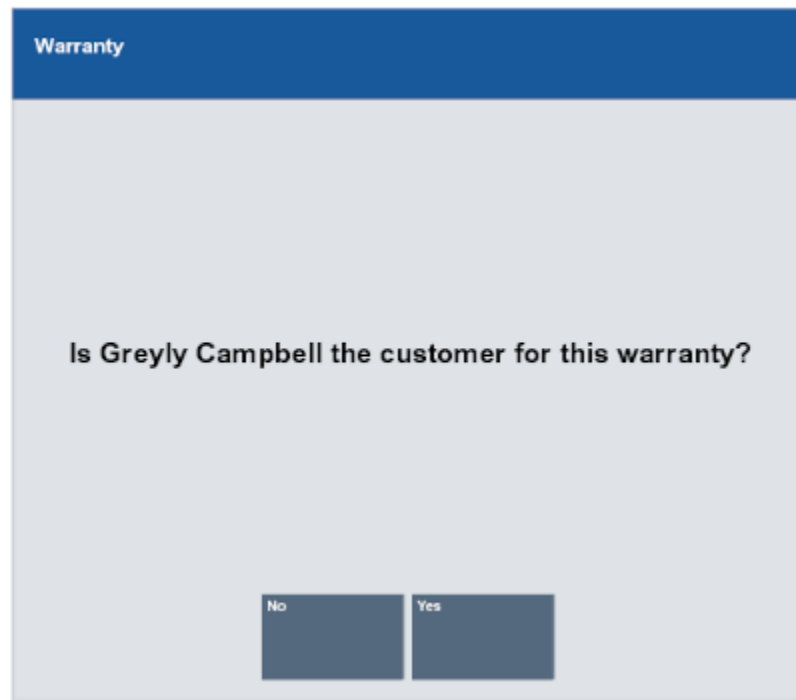 Warranty
Is Greyly Campbell the customer for this warranty?
No
Yes